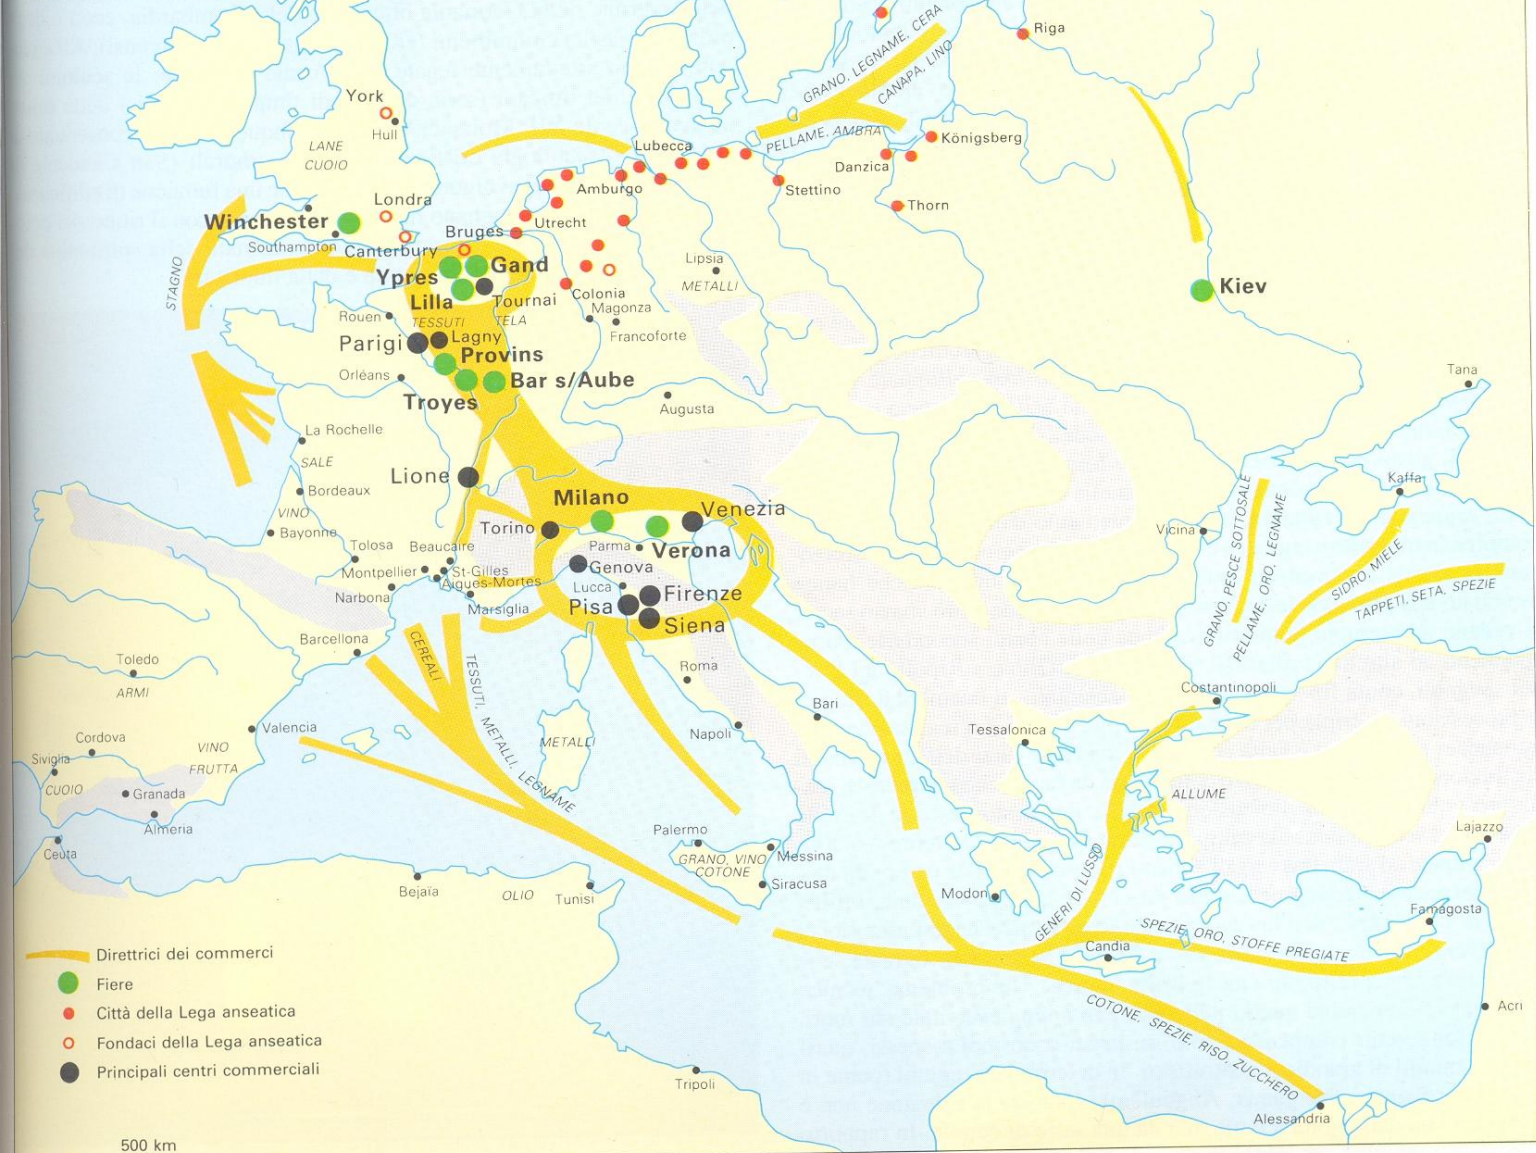 GRANO, LEGNAME, CERA
CANAPA, LINO
PELLAME, AMBRA
Riga
York
Hull
LANE
CUOIO
Londra
Winchester
Southampton
Canterbury
STAGNO
Lubecca
Amburgo
Utrecht
Bruges
Königsberg
Danzica
Stettino
Thorn
Ypres
Gand
Lilla
Tournai
TESSUTI
TELA
Colonia
Magonza
Francoforte
Lipsia
METALLI
Kiev
Rouen
Parigi
Lagny
Provins
Bar s/Aube
Troyes
Orléans
Augusta
Tana
La Rochelle
SALE
Bordeaux
VINO
Bayonne
Lione
Milano
Venezia
Torino
Verona
Parma
Genova
Lucca
Firenze
Pisa
Siena
Tolosa
Beaucaire
Montpellier
St-Gilles
Aigues-Mortes
Narbona
Marsiglia
Barcellona
CEREALI
TESSUTI, METALLI, LEGNAME
Kaffa
Vicina
GRANO, PESCE SOTTOSALE
PELLAME, ORO, LEGNAME
SIDRO, MIELE
TAPPETI, SETA, SPEZIE
Toledo
ARMI
Valencia
Cordova
VINO
FRUTTA
Siviglia
CUOIO
Granada
Almeria
Ceuta
METALLI
Roma
Napoli
Bari
Costantinopoli
Tessalonica
ALLUME
Lajazzo
Palermo
GRANO, VINO
COTONE
Messina
Siracusa
Bejaïa
OLIO
Tunisi
Modon
GENERI DI LUSSO
Candia
SPEZIE, ORO, STOFFE PREGIATE
Famagosta
COTONE, SPEZIE, RISO, ZUCCHERO
Acri
Alessandria
Tripoli
Direttrici dei commerci
Fiere
Città della Lega anseatica
Fondaci della Lega anseatica
Principali centri commerciali
500 km